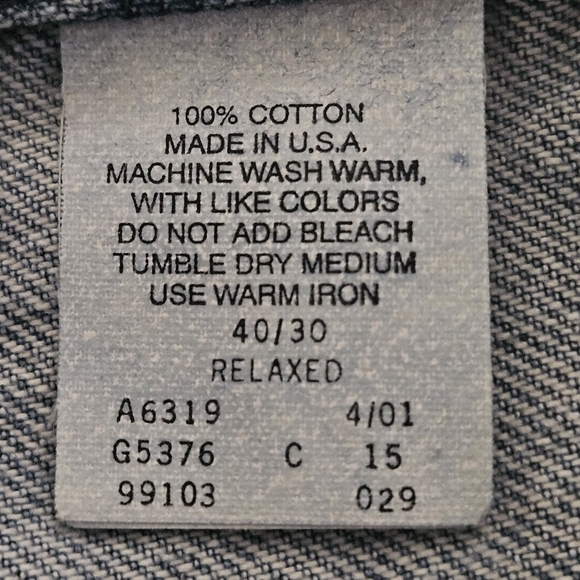 100% COTTON
MADE IN U.S.A.
MACHINE WASH WARM,
WITH LIKE COLORS
DO NOT ADD BLEACH
TUMBLE DRY MEDIUM
USE WARM IRON
40/30
RELAXED
A6319 4/01
G5376 C 15
99103 029